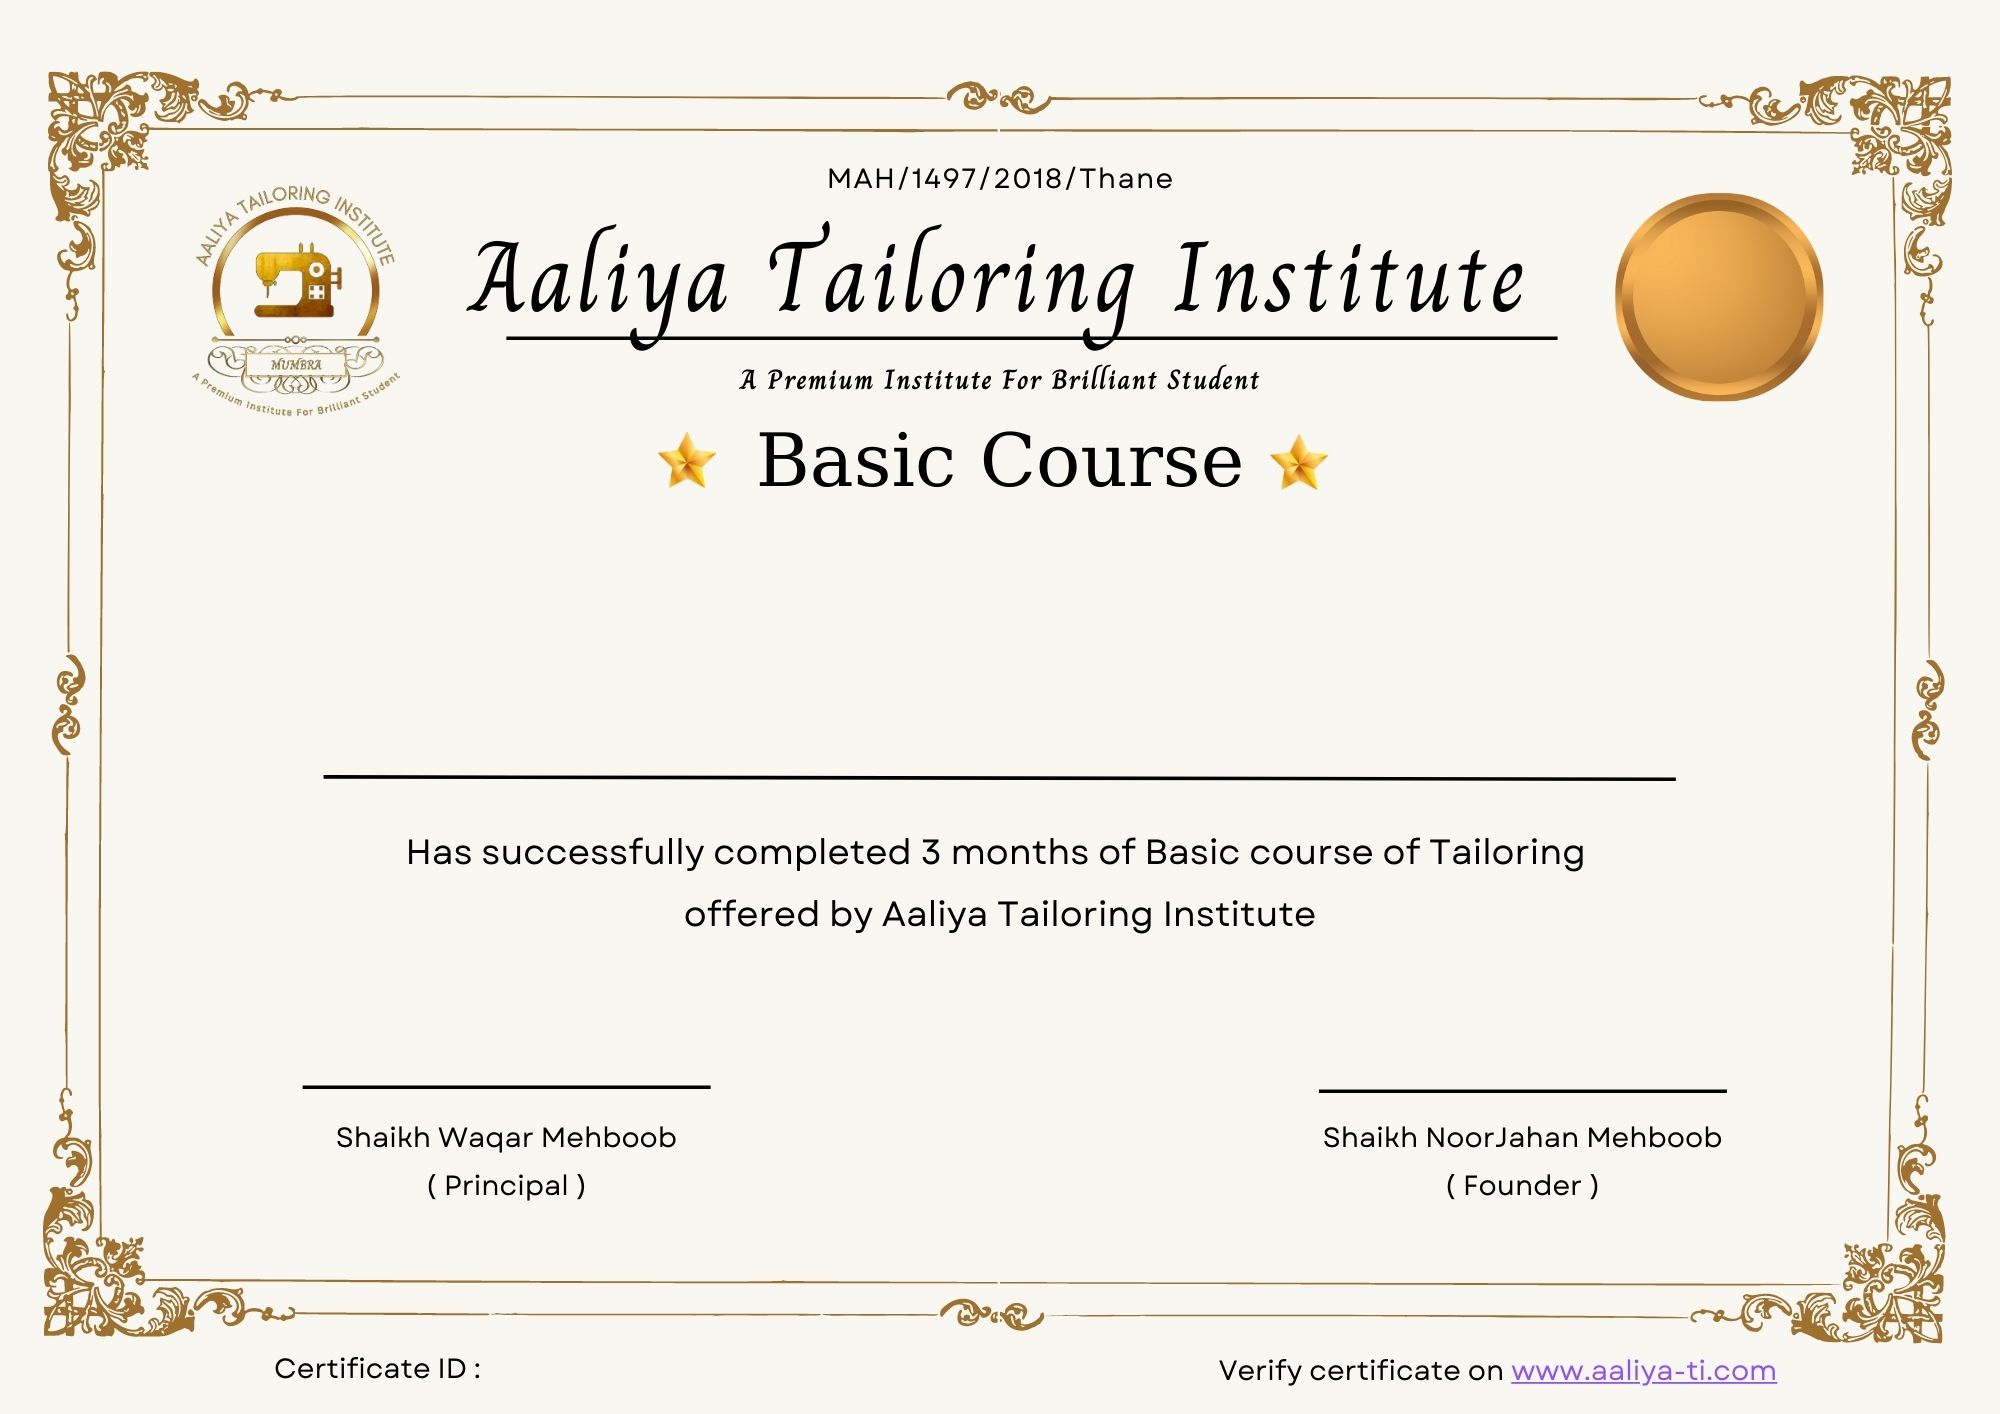 MAH/1497/2018/Thane
AALIYA TAILORING INSTITUTE
MUMBRA
A Premium Institute For Brilliant Student
Aaliya Tailoring Institute
A Premium Institute For Brilliant Student
Basic Course
Has successfully completed 3 months of Basic course of Tailoring
offered by Aaliya Tailoring Institute
Shaikh Waqar Mehboob
( Principal )
Shaikh NoorJahan Mehboob
( Founder )
Certificate ID :
Verify certificate on www.aaliya-ti.com